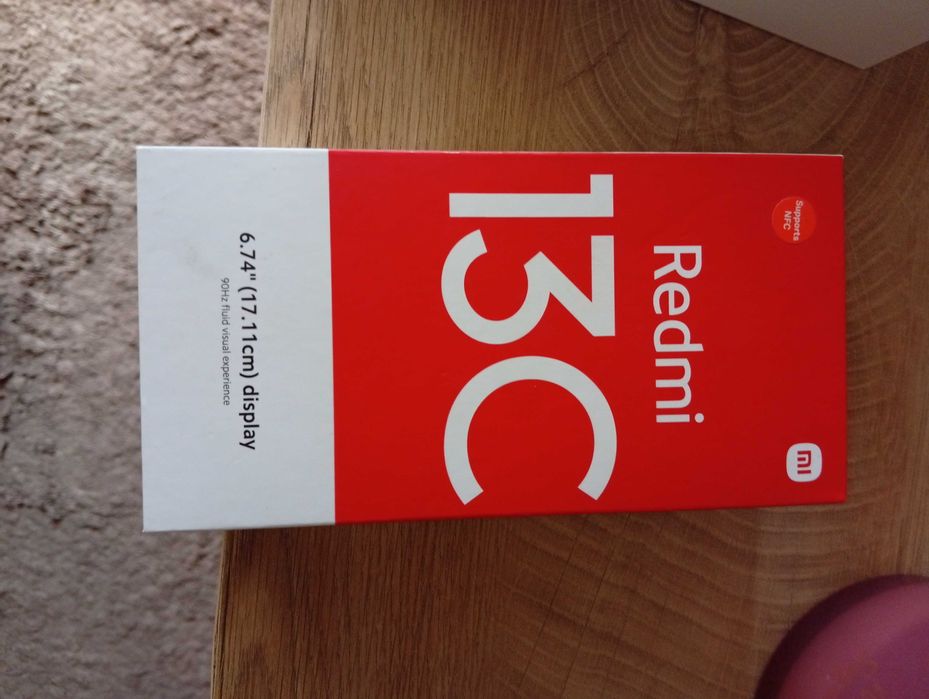 Supports
NFC
mi
Redmi
13C
6.74" (17.11cm) display
90Hz fluid visual experience